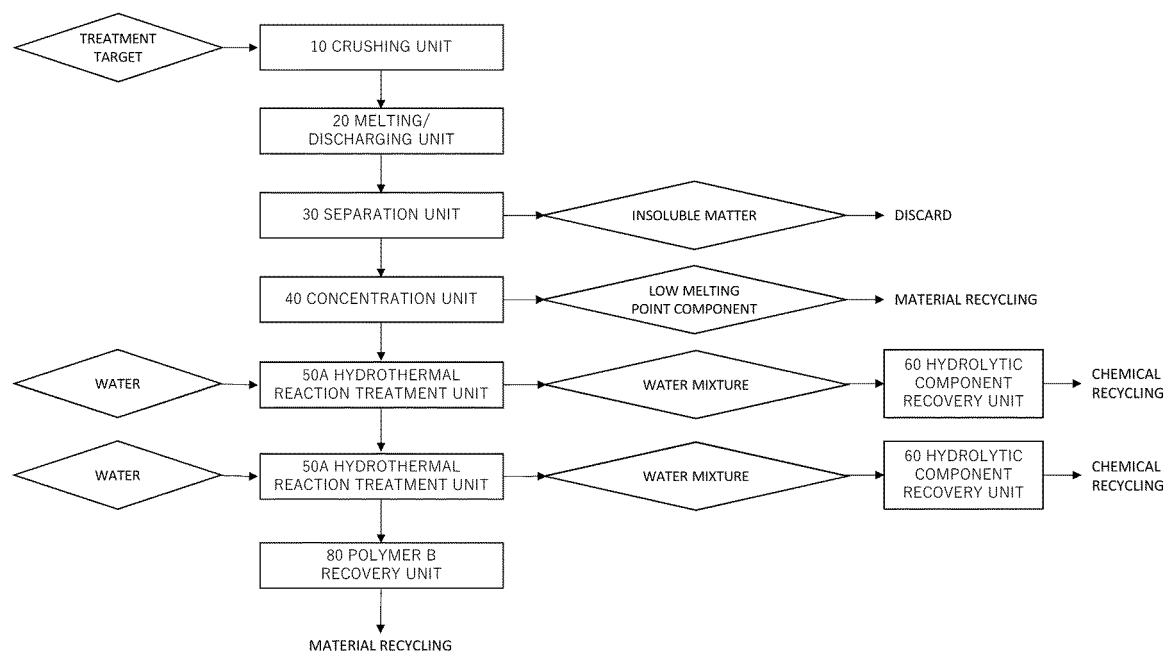 TREATMENT
TARGET
10 CRUSHING UNIT
20 MELTING/
DISCHARGING UNIT
30 SEPARATION UNIT
INSOLUBLE MATTER
DISCARD
40 CONCENTRATION UNIT
LOW MELTING
POINT COMPONENT
MATERIAL RECYCLING
WATER
50A HYDROTHERMAL
REACTION TREATMENT UNIT
WATER MIXTURE
60 HYDROLYTIC
COMPONENT
RECOVERY UNIT
CHEMICAL
RECYCLING
WATER
50A HYDROTHERMAL
REACTION TREATMENT UNIT
WATER MIXTURE
60 HYDROLYTIC
COMPONENT
RECOVERY UNIT
CHEMICAL
RECYCLING
80 POLYMER B
RECOVERY UNIT
MATERIAL RECYCLING